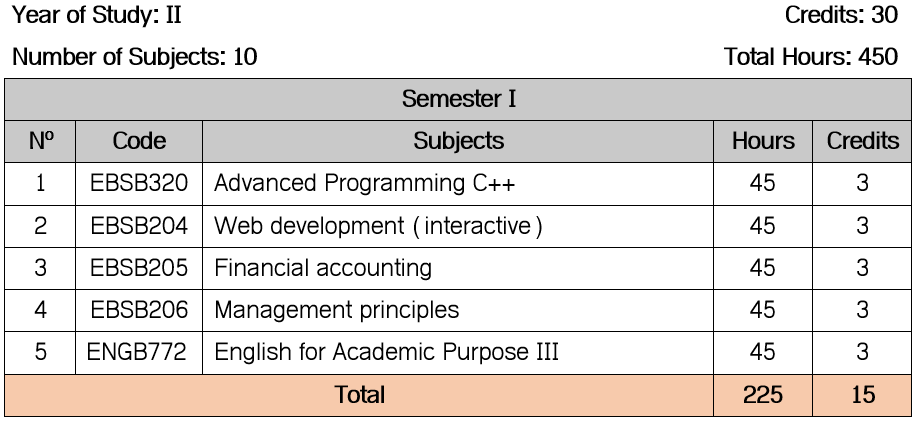 Year of Study: II Credits: 30
Number of Subjects: 10 Total Hours: 450
Semester I
Nº Code Subjects Hours Credits
1 EBSB320 Advanced Programming C++ 45 3
2 EBSB204 Web development (interactive) 45 3
3 EBSB205 Financial accounting 45 3
4 EBSB206 Management principles 45 3
5 ENGB772 English for Academic Purpose III 45 3
Total 225 15